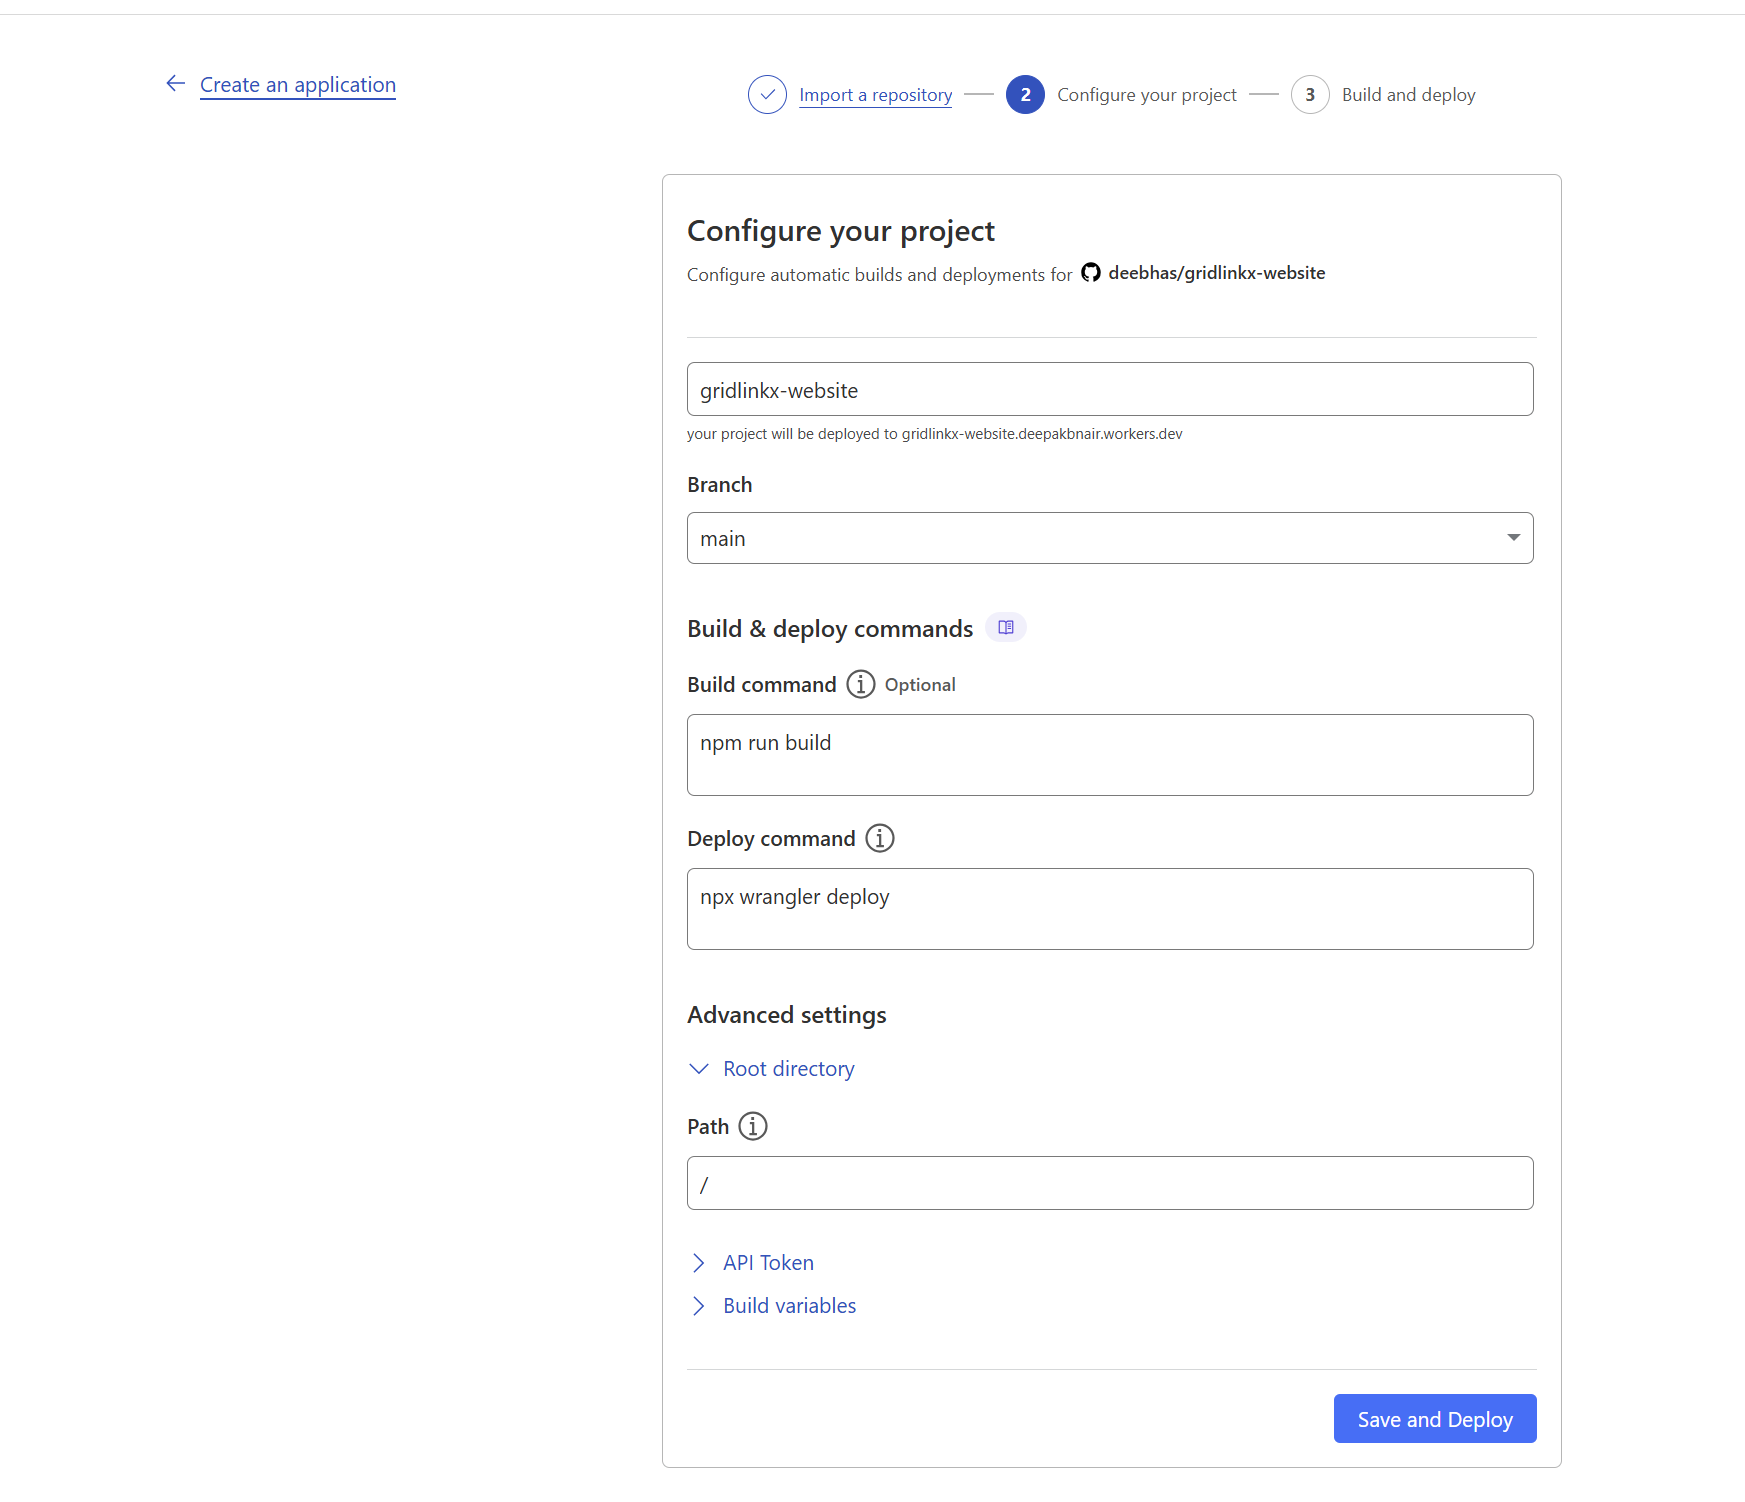 Create an application
Import a repository
2
Configure your project
3
Build and deploy
Configure your project
Configure automatic builds and deployments for deebhas/gridlinkx-website
gridlinkx-website
your project will be deployed to gridlinkx-website.deepakbnair.workers.dev
Branch
main
Build & deploy commands
Build command Optional
npm run build
Deploy command
npx wrangler deploy
Advanced settings
Root directory
Path
/
API Token
Build variables
Save and Deploy